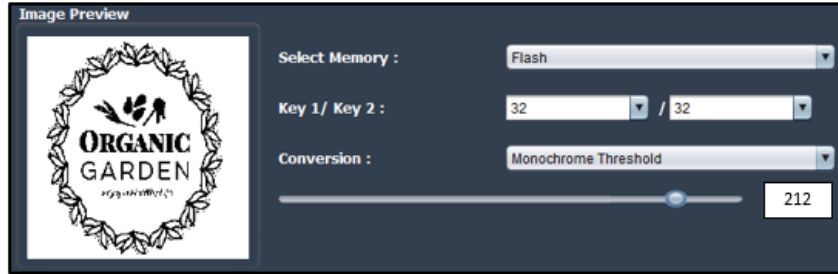 Image Preview
ORGANIC
GARDEN
Select Memory : Flash
Key 1/ Key 2 : 32 / 32
Conversion : Monochrome Threshold
212